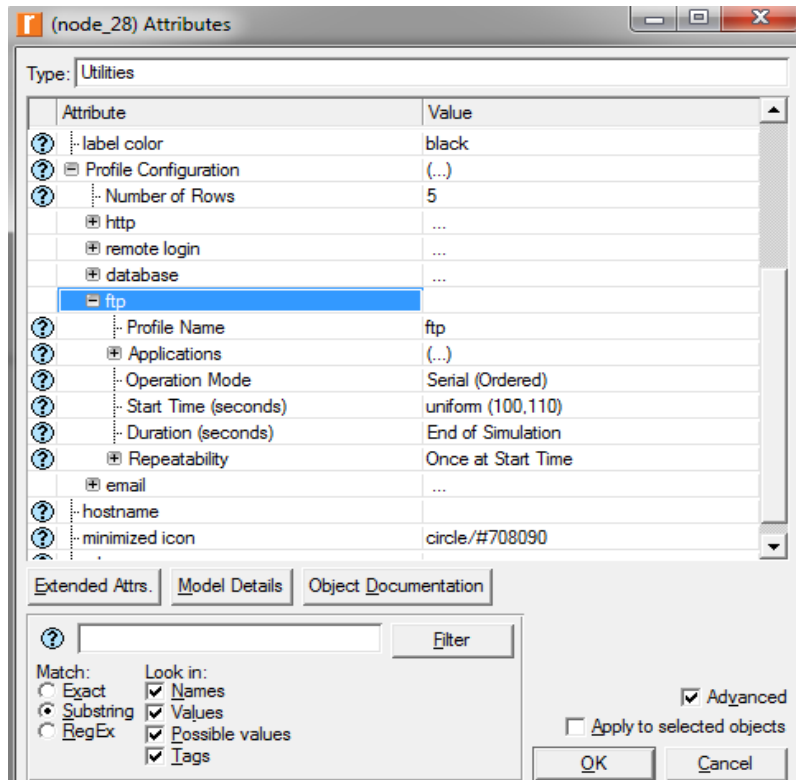 (node_28) Attributes
Type: Utilities
Attribute Value
label color black
Profile Configuration (...)
Number of Rows 5
http ...
remote login ...
database ...
ftp
Profile Name ftp
Applications (...)
Operation Mode Serial (Ordered)
Start Time (seconds) uniform (100,110)
Duration (seconds) End of Simulation
Repeatability Once at Start Time
email ...
hostname
minimized icon circle/#708090
Extended Attrs. Model Details Object Documentation
Filter
Match: Look in:
Exact Names
Substring Values
RegEx Possible values
Tags
Advanced
Apply to selected objects
OK Cancel